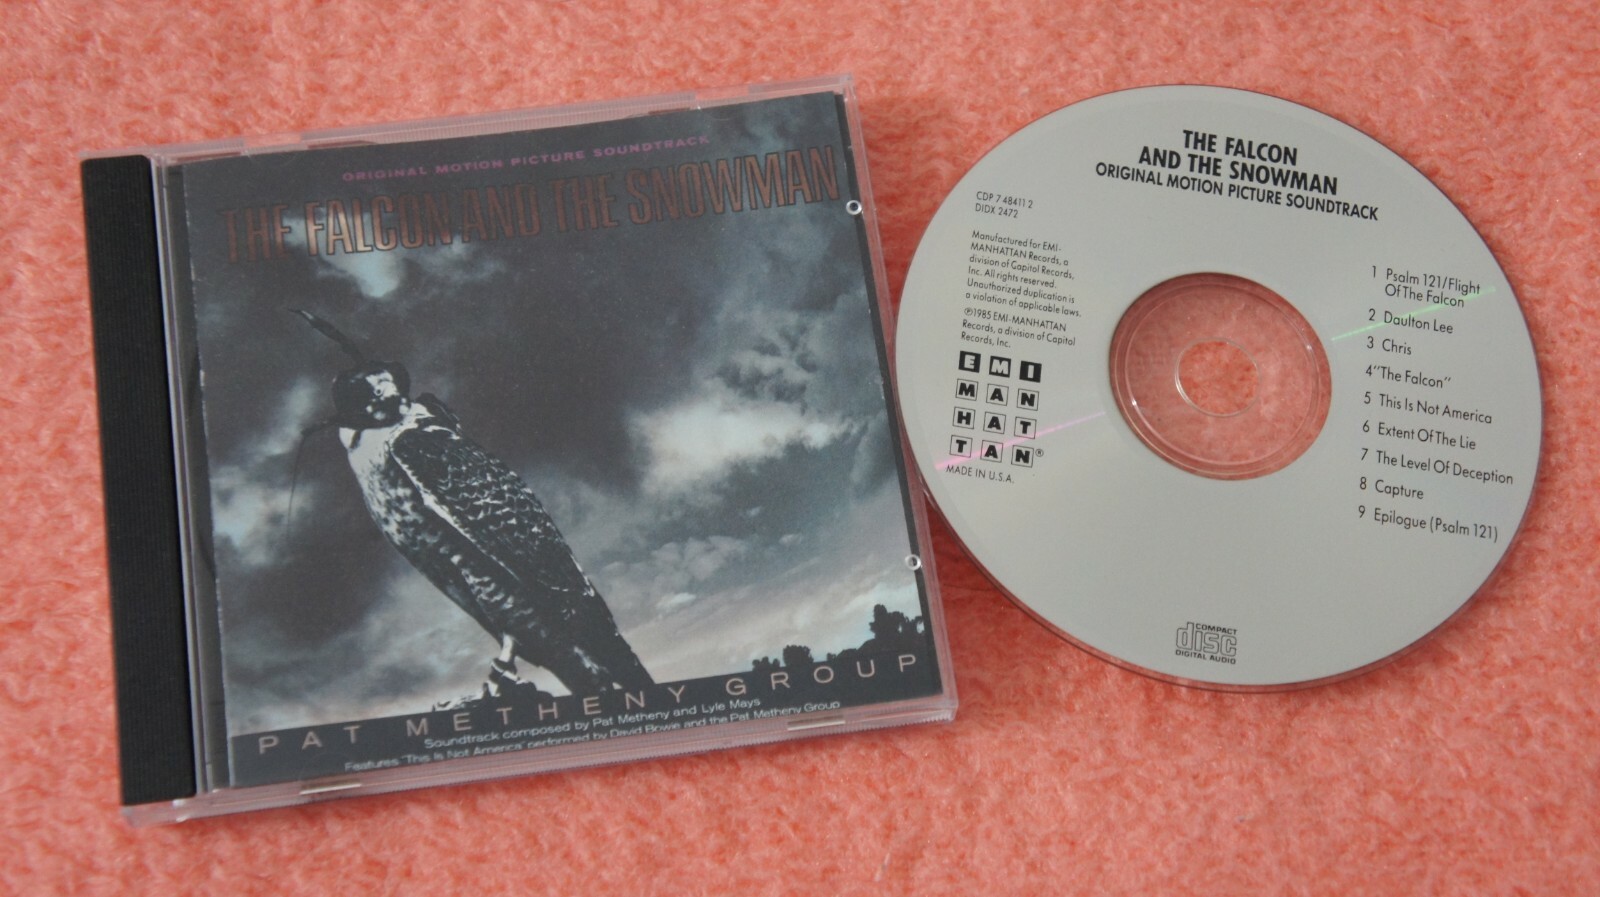 ORIGINAL MOTION PICTURE SOUNDTRACK
THE FALCON AND THE SNOWMAN
PAT METHENY GROUP
Soundtrack composed by Pat Metheny and Lyle Mays
Features "This Is Not America" performed by David Bowie and the Pat Metheny Group
THE FALCON
AND THE SNOWMAN
ORIGINAL MOTION PICTURE SOUNDTRACK
CDP 7 48411 2
DIDX 2472
Manufactured for EMI-
MANHATTAN Records, a
division of Capitol Records,
Inc. All rights reserved.
Unauthorized duplication is
a violation of applicable laws.
℗1985 EMI-MANHATTAN
Records, a division of Capitol
Records, Inc.
EMI
MAN
HAT
TAN®
MADE IN U.S.A.
1 Psalm 121/Flight
Of The Falcon
2 Daulton Lee
3 Chris
4 "The Falcon"
5 This Is Not America
6 Extent Of The Lie
7 The Level Of Deception
8 Capture
9 Epilogue (Psalm 121)
COMPACT
disc
DIGITAL AUDIO